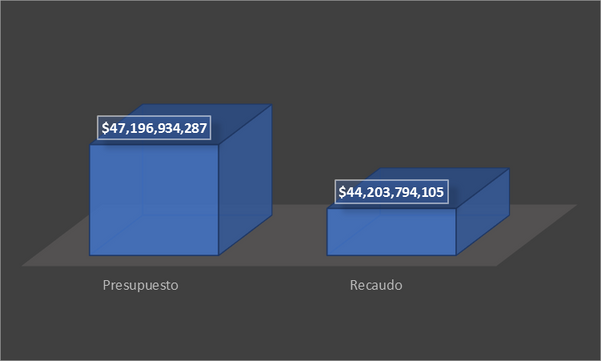 $47,196,934,287
$44,203,794,105
Presupuesto
Recaudo